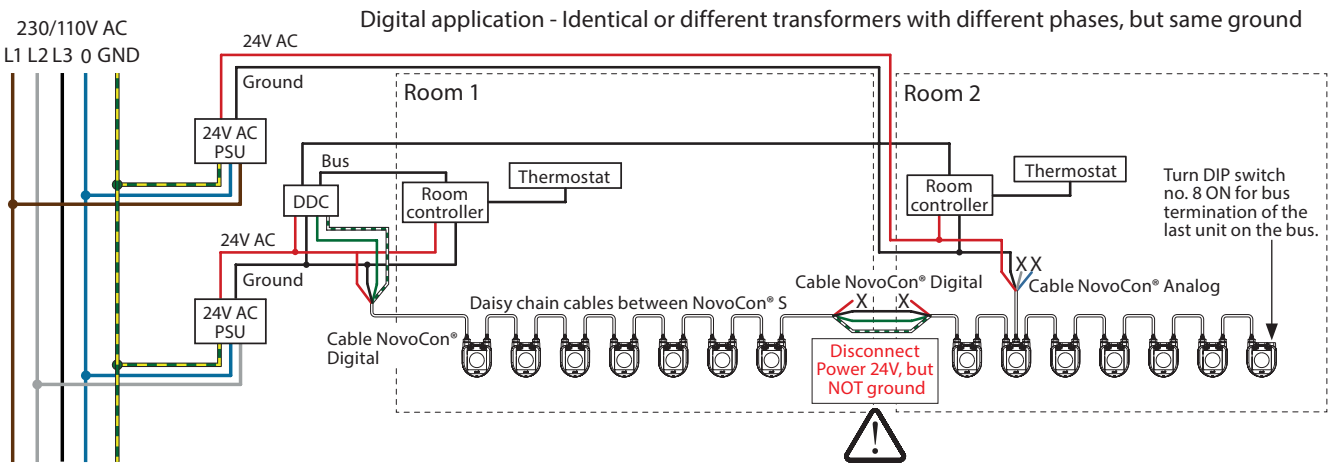 Digital application - Identical or different transformers with different phases, but same ground
230/110V AC
L1 L2 L3 0 GND
24V AC
Ground
24V AC
PSU
Room 1
Room 2
Bus
DDC
Room
controller
Thermostat
Room
controller
Thermostat
Turn DIP switch
no. 8 ON for bus
termination of the
last unit on the bus.
24V AC
Ground
24V AC
PSU
Cable NovoCon®
Digital
Daisy chain cables between NovoCon® S
Cable NovoCon® Digital
X X
X X
Cable NovoCon® Analog
Disconnect
Power 24V, but
NOT ground
!